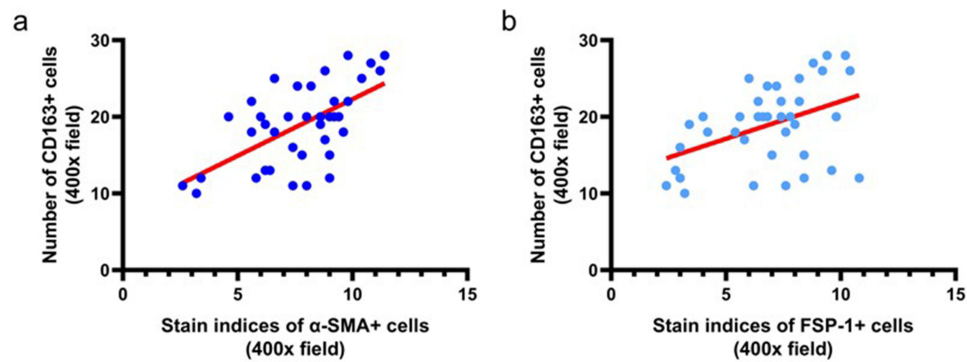 a
Number of CD163+ cells
(400x field)
30
20
10
0
0 5 10 15
Stain indices of α-SMA+ cells
(400x field)
b
Number of CD163+ cells
(400x field)
30
20
10
0
0 5 10 15
Stain indices of FSP-1+ cells
(400x field)